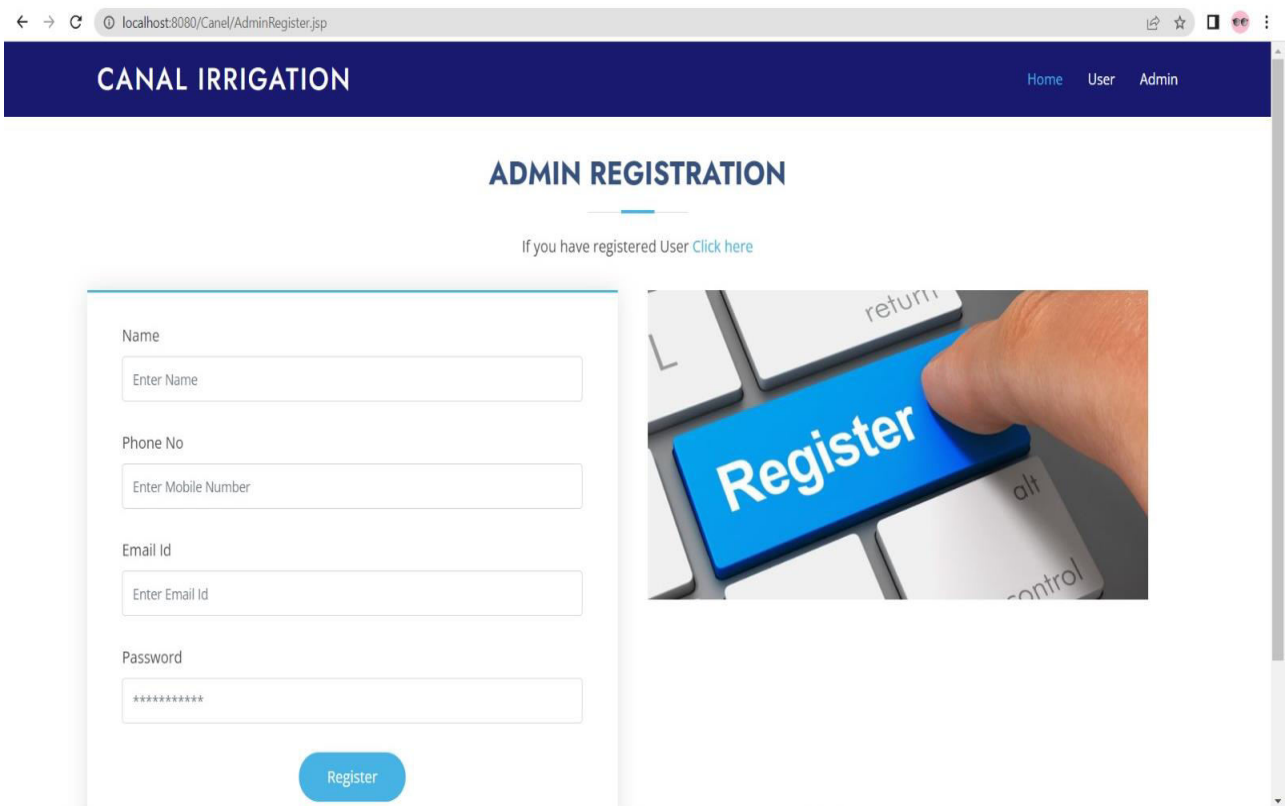 localhost:8080/Canel/AdminRegister.jsp
CANAL IRRIGATION
Home User Admin
ADMIN REGISTRATION
If you have registered User Click here
Name
Enter Name
Phone No
Enter Mobile Number
Email Id
Enter Email Id
Password
***********
Register
return
L
Register
alt
control